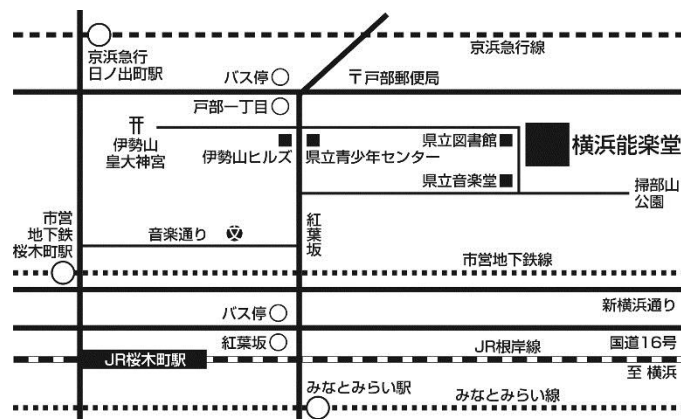 京浜急行線
京浜急行
日ノ出町駅
バス停
〒戸部郵便局
戸部一丁目
伊勢山
皇大神宮
伊勢山ヒルズ
県立青少年センター
県立図書館
横浜能楽堂
県立音楽堂
掃部山
公園
市営
地下鉄
桜木町駅
音楽通り
紅葉坂
市営地下鉄線
新横浜通り
バス停
紅葉坂
JR根岸線
国道16号
JR桜木町駅
至 横浜
みなとみらい駅
みなとみらい線